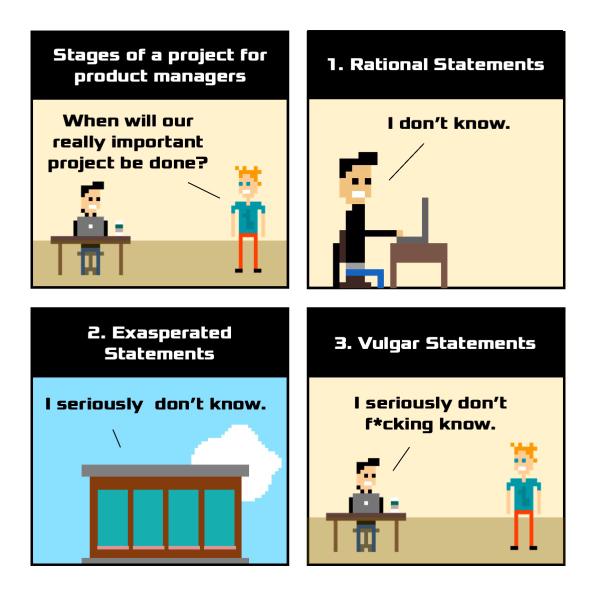 Stages of a project for
product managers
When will our
really important
project be done?
1. Rational Statements
I don't know.
2. Exasperated
Statements
I seriously  don't know.
3. Vulgar Statements
I seriously don't
f*cking know.